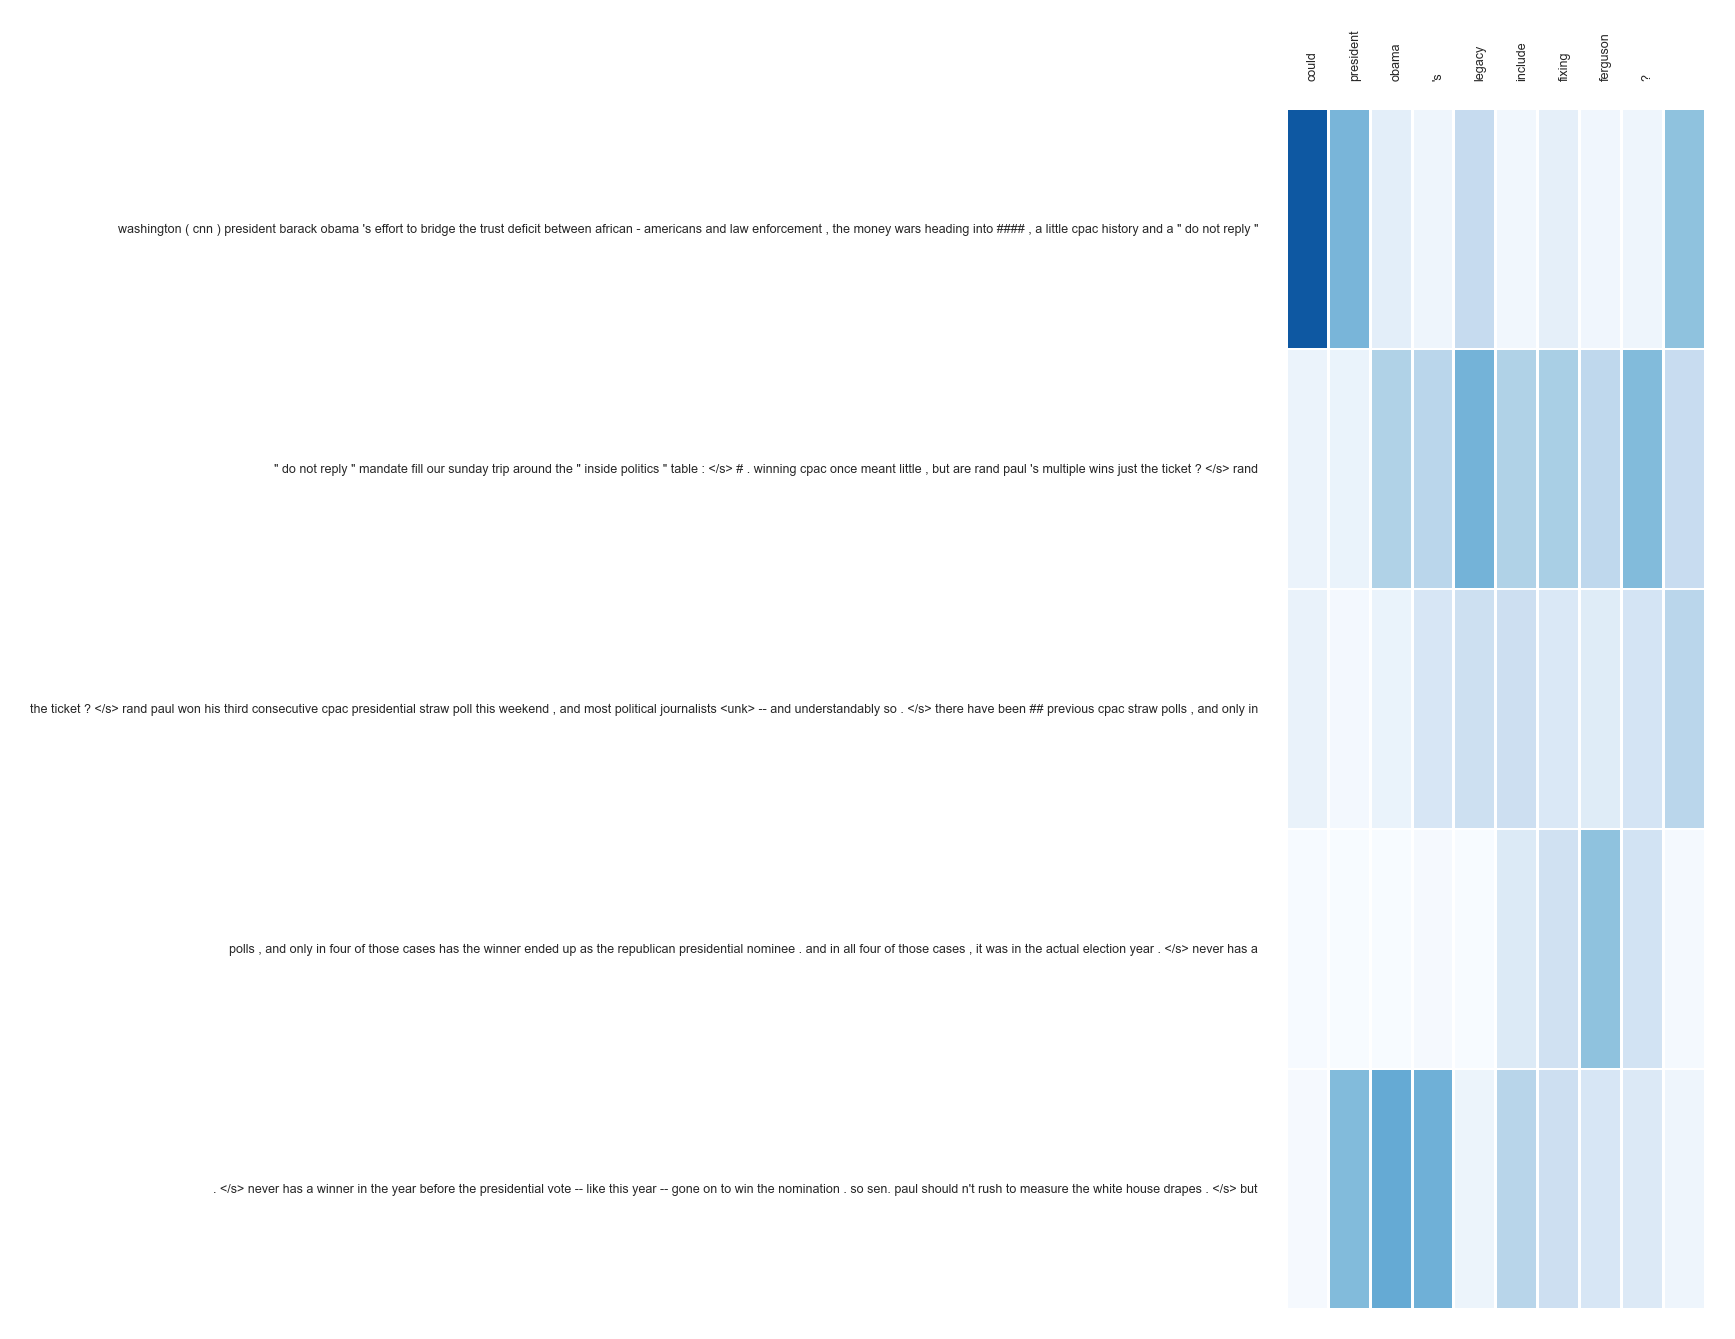 could
president
obama
's
legacy
include
fixing
ferguson
?
washington ( cnn ) president barack obama 's effort to bridge the trust deficit between african - americans and law enforcement , the money wars heading into #### , a little cpac history and a " do not reply "
" do not reply " mandate fill our sunday trip around the " inside politics " table : </s> # . winning cpac once meant little , but are rand paul 's multiple wins just the ticket ? </s> rand
the ticket ? </s> rand paul won his third consecutive cpac presidential straw poll this weekend , and most political journalists <unk> -- and understandably so . </s> there have been ## previous cpac straw polls , and only in
polls , and only in four of those cases has the winner ended up as the republican presidential nominee . and in all four of those cases , it was in the actual election year . </s> never has a
. </s> never has a winner in the year before the presidential vote -- like this year -- gone on to win the nomination . so sen. paul should n't rush to measure the white house drapes . </s> but